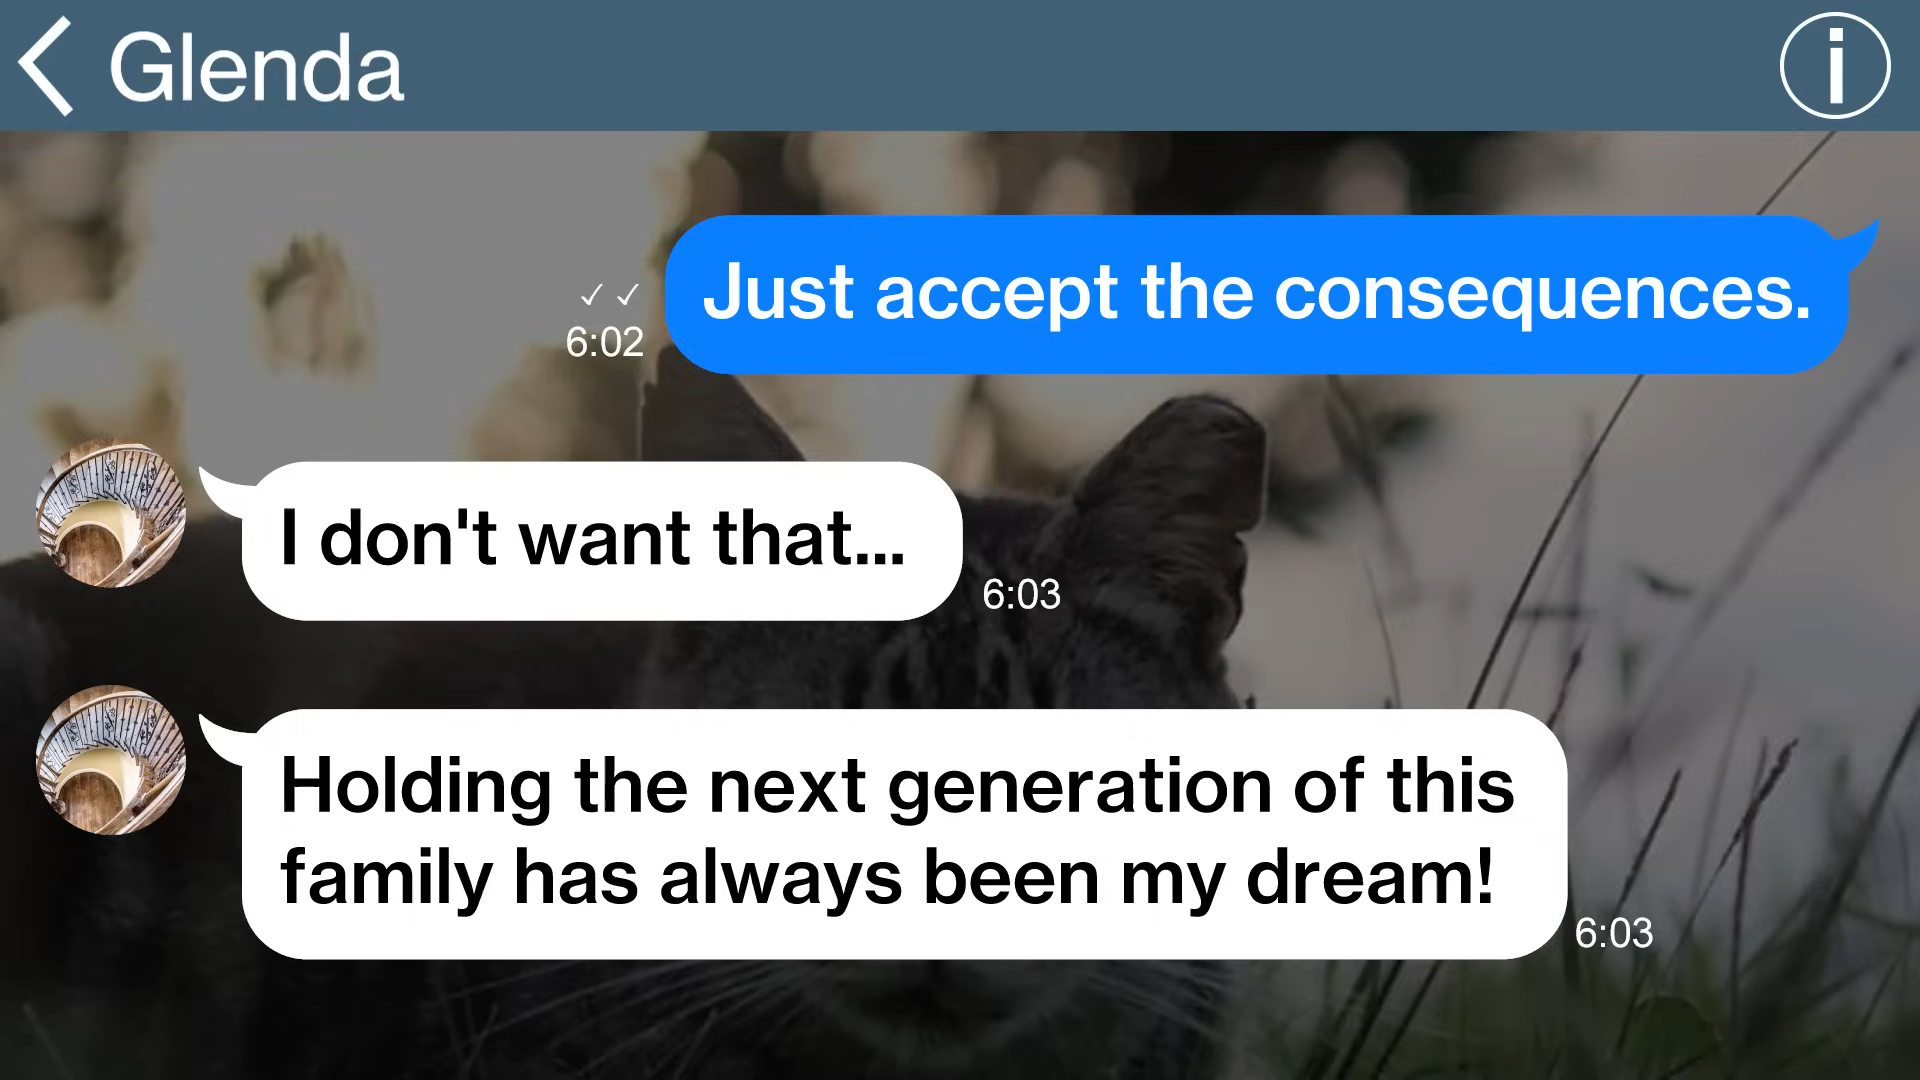 Glenda
Just accept the consequences.
✓ ✓
6:02
I don't want that...
6:03
Holding the next generation of this
family has always been my dream!
6:03